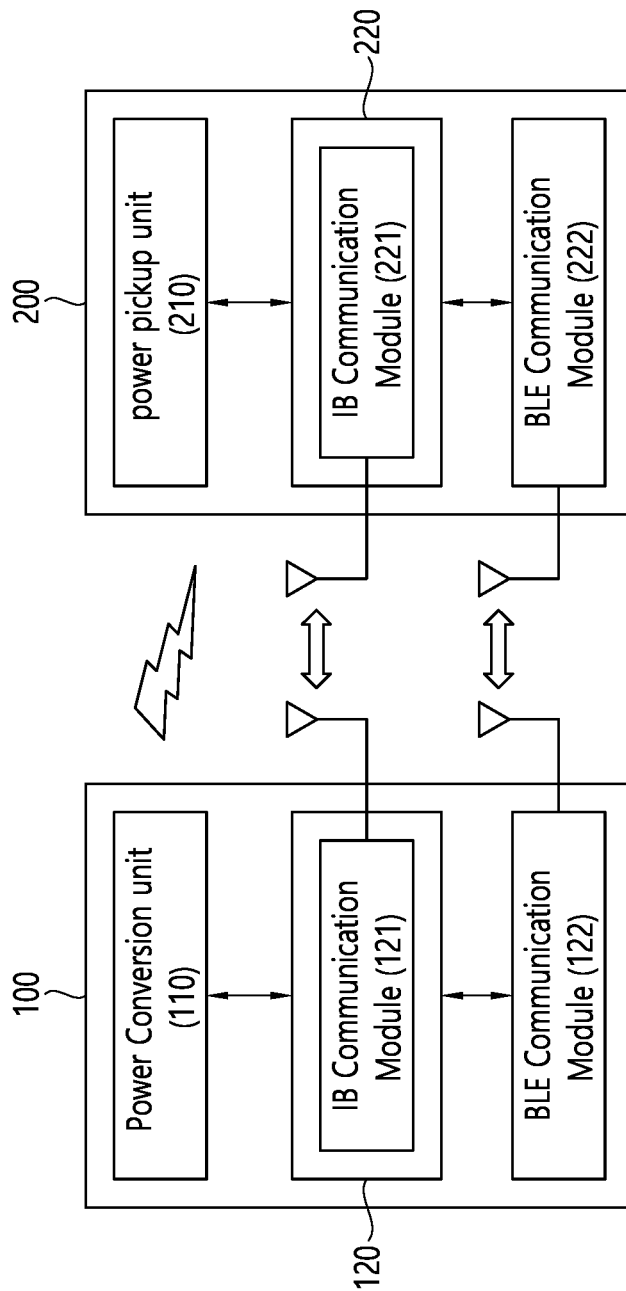 100
Power Conversion unit
(110)
IB Communication
Module (121)
BLE Communication
Module (122)
120
200
power pickup unit
(210)
220
IB Communication
Module (221)
BLE Communication
Module (222)